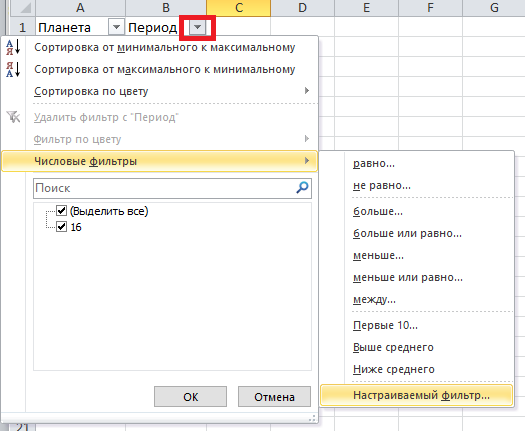 A B C D E F G
1 Планета Период
Сортировка от минимального к максимальному
Сортировка от максимального к минимальному
Сортировка по цвету
Удалить фильтр с "Период"
Фильтр по цвету
Числовые фильтры
Поиск
(Выделить все)
16
ОК Отмена
равно...
не равно...
больше...
больше или равно...
меньше...
меньше или равно...
между...
Первые 10...
Выше среднего
Ниже среднего
Настраиваемый фильтр...
21